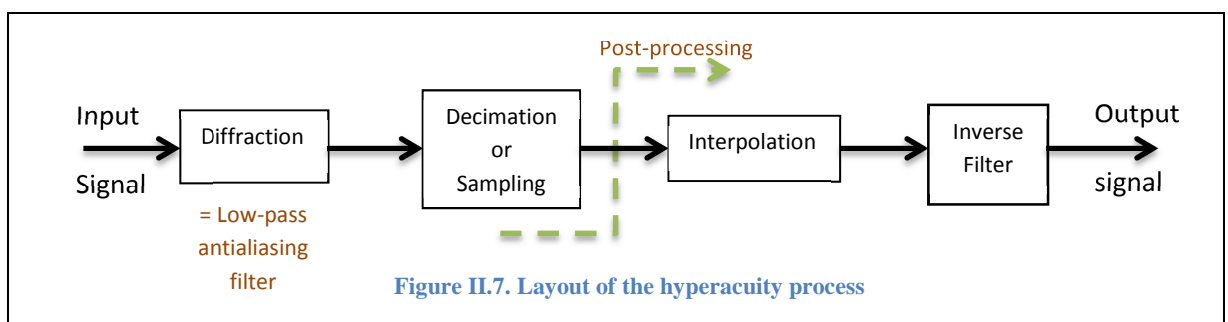 Post-processing
Input
Signal
Diffraction
= Low-pass
antialiasing
filter
Decimation
or
Sampling
Interpolation
Inverse
Filter
Output
signal
Figure II.7. Layout of the hyperacuity process